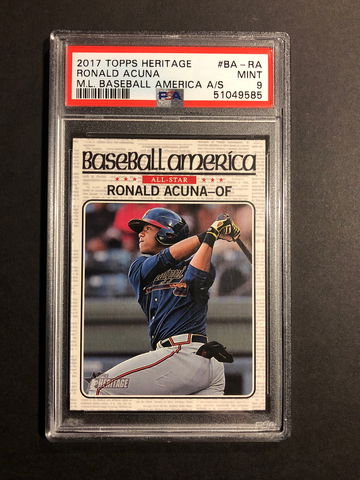 2017 TOPPS HERITAGE #BA-RA
RONALD ACUNA MINT
M.L. BASEBALL AMERICA A/S 9
PSA 51049585
BaseBall america
ALL-STAR
RONALD ACUNA–OF
HERITAGE